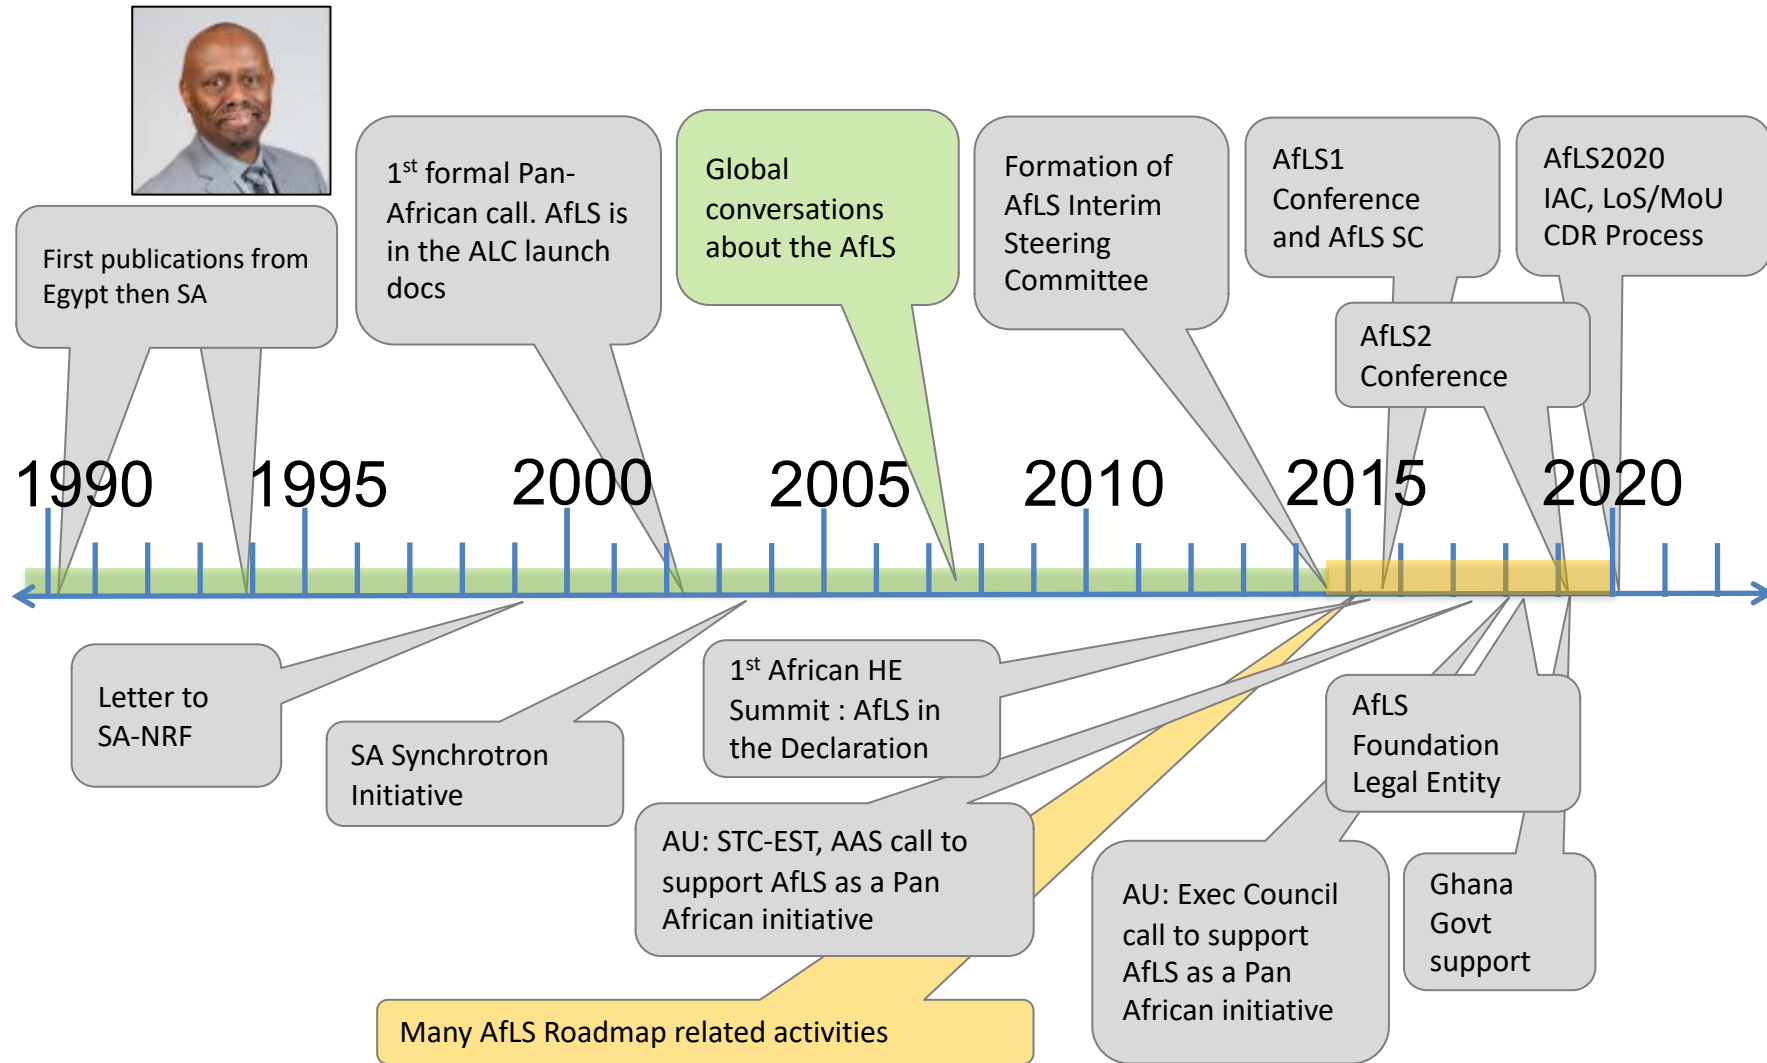 First publications from
Egypt then SA
1st formal Pan-
African call. AfLS is
in the ALC launch
docs
Global
conversations
about the AfLS
Formation of
AfLS Interim
Steering
Committee
AfLS1
Conference
and AfLS SC
AfLS2020
IAC, LoS/MoU
CDR Process
AfLS2
Conference
1990 1995 2000 2005 2010 2015 2020
Letter to
SA-NRF
SA Synchrotron
Initiative
1st African HE
Summit : AfLS in
the Declaration
AU: STC-EST, AAS call to
support AfLS as a Pan
African initiative
Many AfLS Roadmap related activities
AU: Exec Council
call to support
AfLS as a Pan
African initiative
AfLS
Foundation
Legal Entity
Ghana
Govt
support